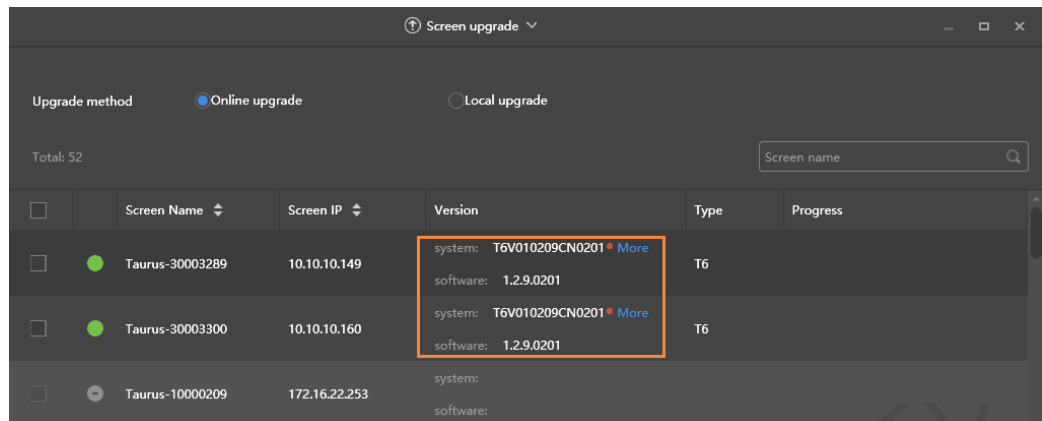 Screen upgrade
Upgrade method Online upgrade Local upgrade
Total: 52 Screen name
Screen Name Screen IP Version Type Progress
system: T6V010209CN0201 More
Taurus-30003289 10.10.10.149 T6
software: 1.2.9.0201
system: T6V010209CN0201 More
Taurus-30003300 10.10.10.160 T6
software: 1.2.9.0201
system:
Taurus-10000209 172.16.22.253
software: